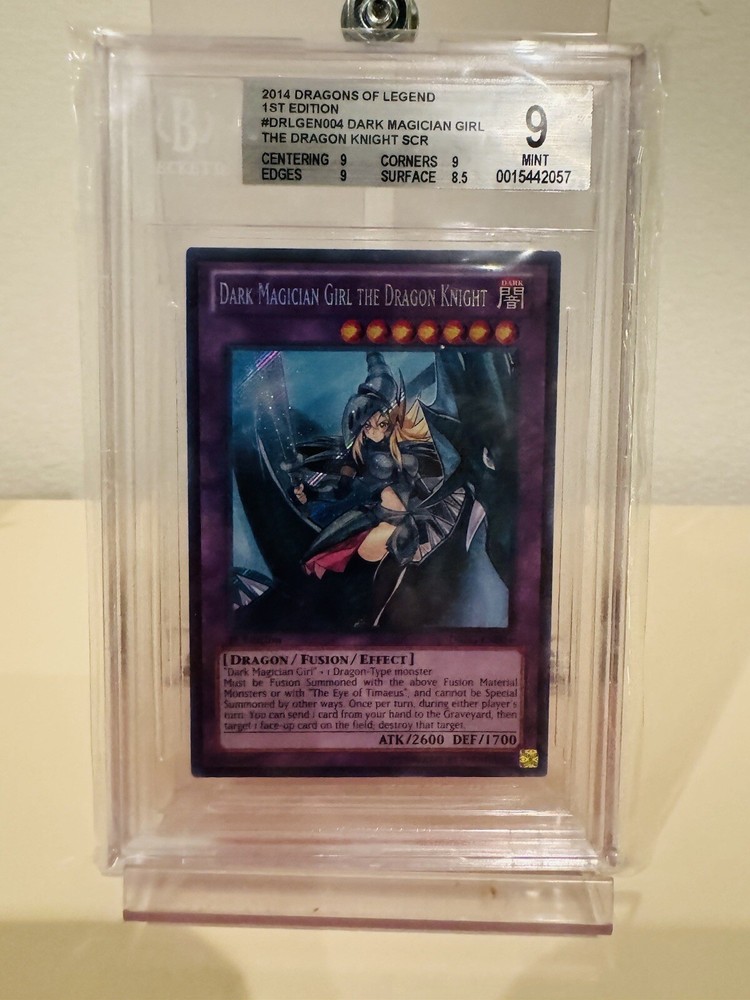 2014 DRAGONS OF LEGEND
1ST EDITION
#DRLGEN004 DARK MAGICIAN GIRL
THE DRAGON KNIGHT SCR
CENTERING 9 CORNERS 9
EDGES 9 SURFACE 8.5
9
MINT
0015442057
B
DARK MAGICIAN GIRL THE DRAGON KNIGHT
DARK
闇
[DRAGON/FUSION/EFFECT]
"Dark Magician Girl" + 1 Dragon-Type monster
Must be Fusion Summoned with the above Fusion Material
Monsters or with "The Eye of Timaeus", and cannot be Special
Summoned by other ways. Once per turn, during either player's
turn: You can send 1 card from your hand to the Graveyard, then
target 1 face-up card on the field; destroy that target.
ATK/2600 DEF/1700